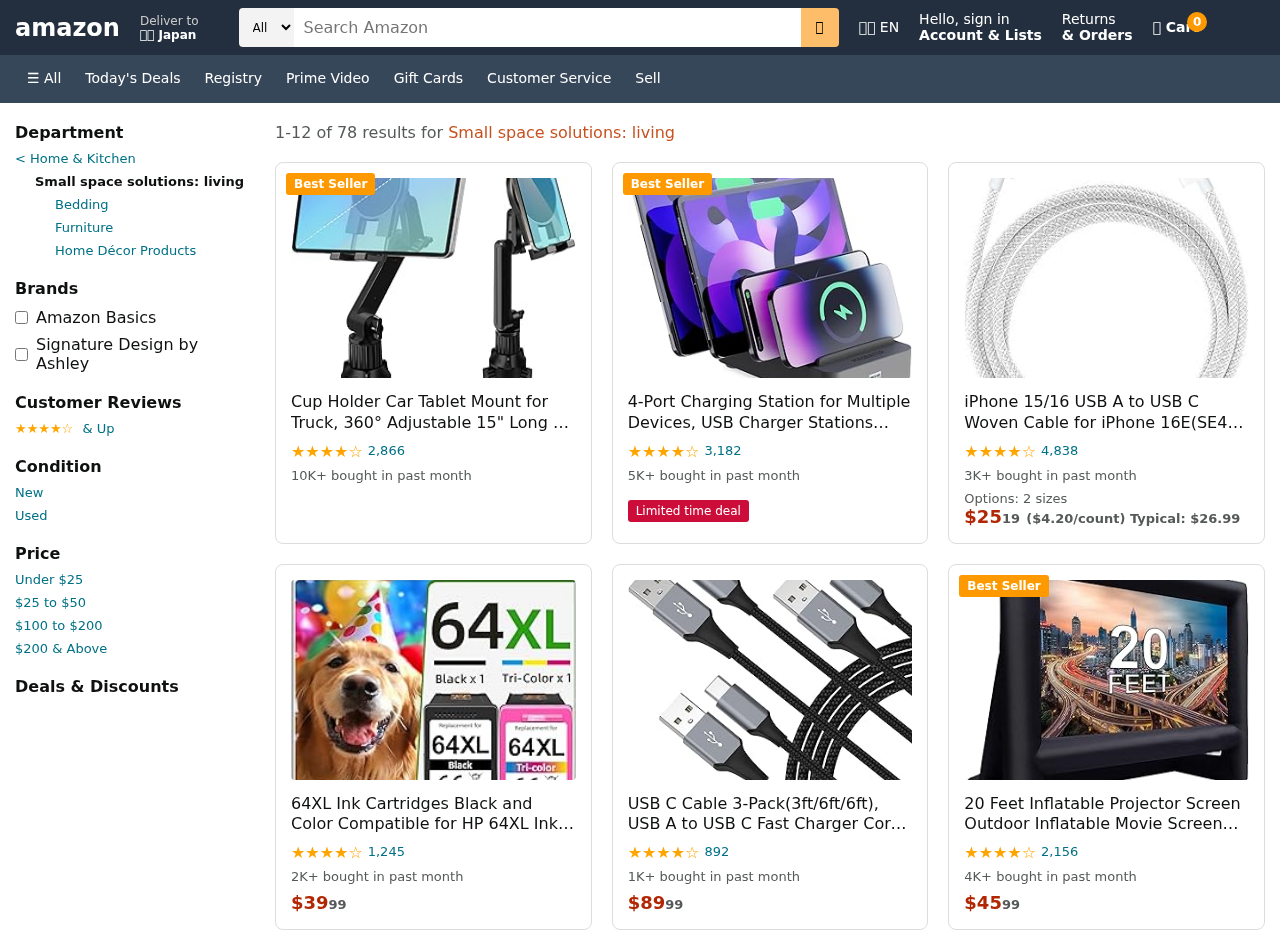 amazon
Deliver to
Japan
All
Search Amazon
EN
Hello, sign in
Account & Lists
Returns
& Orders
0
☰ All
Today's Deals
Registry
Prime Video
Gift Cards
Customer Service
Sell
Department
< Home & Kitchen
Small space solutions: living
Bedding
Furniture
Home Décor Products
Brands
Amazon Basics
Signature Design by
Ashley
Customer Reviews
★★★★☆ & Up
Condition
New
Used
Price
Under $25
$25 to $50
$100 to $200
$200 & Above
Deals & Discounts
1-12 of 78 results for Small space solutions: living
Best Seller
Cup Holder Car Tablet Mount for
Truck, 360° Adjustable 15" Long ...
★★★★☆ 2,866
10K+ bought in past month
Best Seller
4-Port Charging Station for Multiple
Devices, USB Charger Stations...
★★★★☆ 3,182
5K+ bought in past month
Limited time deal
iPhone 15/16 USB A to USB C
Woven Cable for iPhone 16E(SE4...
★★★★☆ 4,838
3K+ bought in past month
Options: 2 sizes
$2519 ($4.20/count) Typical: $26.99
64XL
Black x 1
Tri-Color x 1
Replacement for
64XL
Black
Replacement for
64XL
Tri-color
64XL Ink Cartridges Black and
Color Compatible for HP 64XL Ink...
★★★★☆ 1,245
2K+ bought in past month
$3999
USB C Cable 3-Pack(3ft/6ft/6ft),
USB A to USB C Fast Charger Cor...
★★★★☆ 892
1K+ bought in past month
$8999
Best Seller
20
FEET
20 Feet Inflatable Projector Screen
Outdoor Inflatable Movie Screen...
★★★★☆ 2,156
4K+ bought in past month
$4599